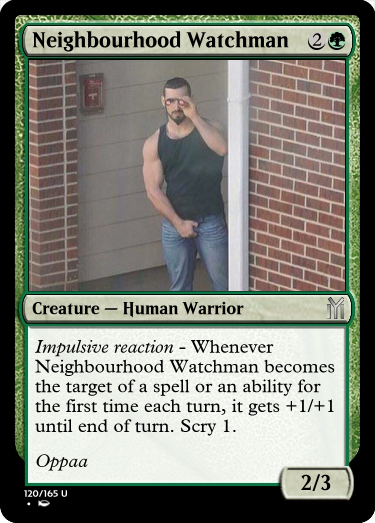 Neighbourhood Watchman 2
Creature — Human Warrior
Impulsive reaction - Whenever
Neighbourhood Watchman becomes
the target of a spell or an ability for
the first time each turn, it gets +1/+1
until end of turn. Scry 1.
Oppaa
2/3
120/165 U